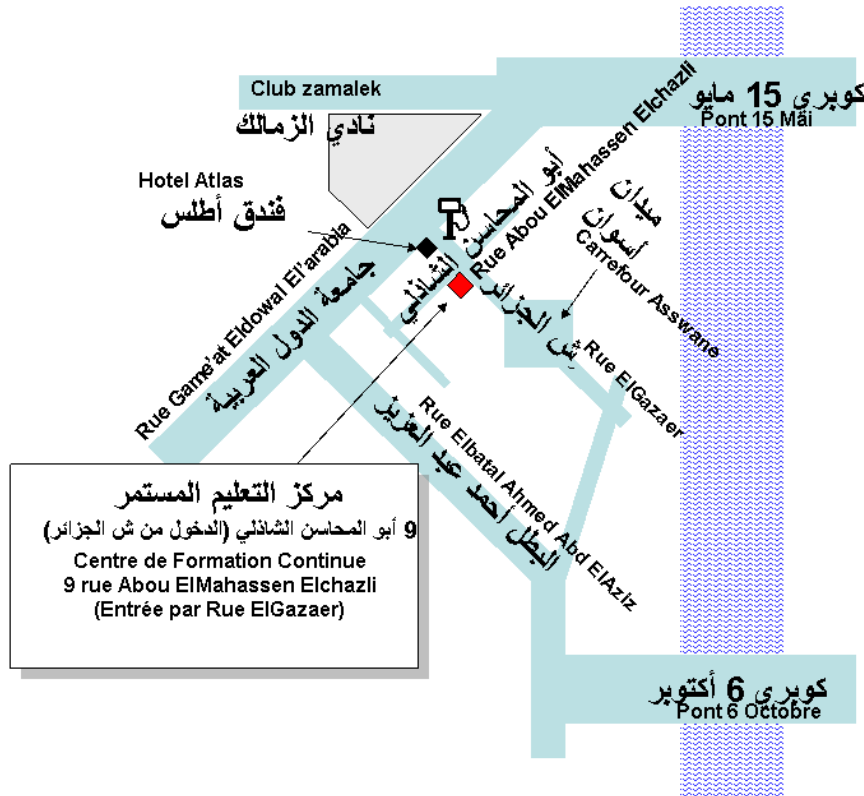 Club zamalek
نادي الزمالك
كوبري 15 مايو
Pont 15 Mai
Hotel Atlas
فندق أطلس
أبو المحاسن الشاذلي
Rue Abou ElMahassen Elchazli
ميدان
أسوان
Carrefour Asswane
Rue Game'at Eldowal El'arabia
جامعة الدول العربية
ش الجزائر
Rue ElGazaer
Rue Elbatal Ahmed Abd ElAziz
البطل أحمد عبد العزيز
مركز التعليم المستمر
9 أبو المحاسن الشاذلي (الدخول من ش الجزائر)
Centre de Formation Continue
9 rue Abou ElMahassen Elchazli
(Entrée par Rue ElGazaer)
كوبري 6 أكتوبر
Pont 6 Octobre